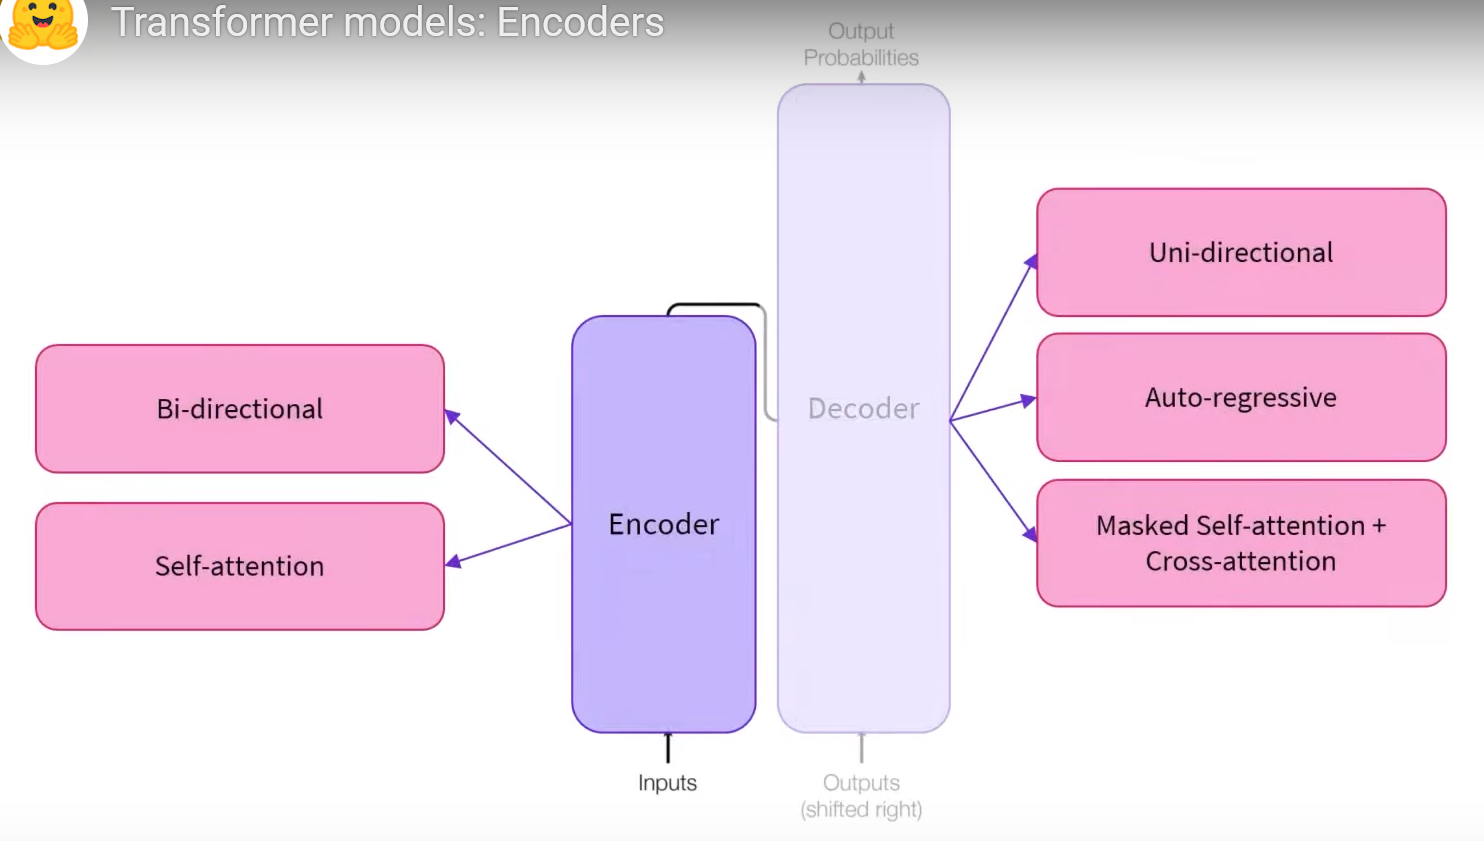 Transformer models: Encoders
Output
Probabilities
Uni-directional
Bi-directional
Decoder
Auto-regressive
Self-attention
Encoder
Masked Self-attention +
Cross-attention
Inputs
Outputs
(shifted right)